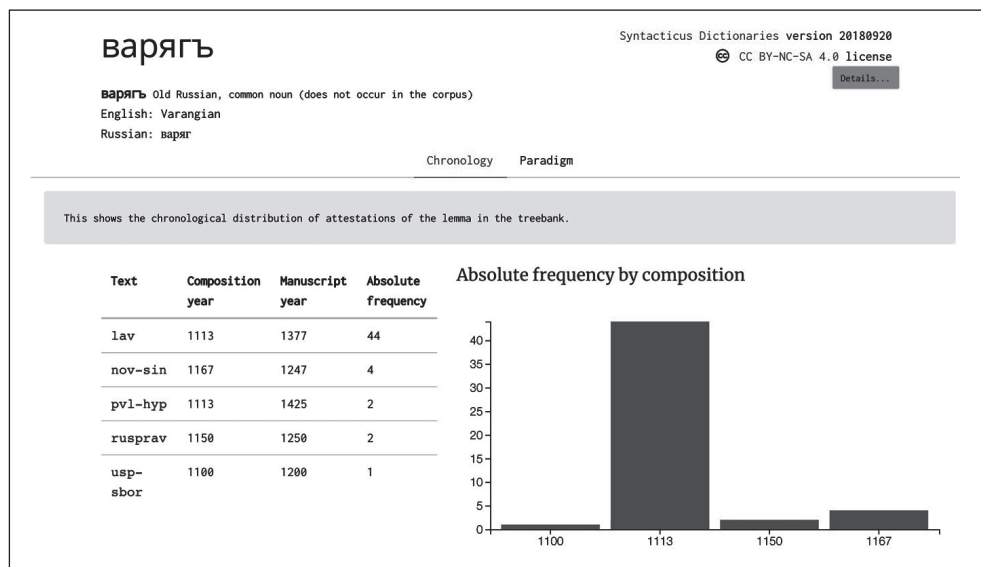 варягъ
Syntacticus Dictionaries version 20180920
CC BY-NC-SA 4.0 license
Details...
варягъ Old Russian, common noun (does not occur in the corpus)
English: Varangian
Russian: варяг
Chronology Paradigm
This shows the chronological distribution of attestations of the lemma in the treebank.
Text Composition year Manuscript year Absolute frequency
lav 1113 1377 44
nov-sin 1167 1247 4
pvl-hyp 1113 1425 2
rusprav 1150 1250 2
usp-sbor 1100 1200 1
Absolute frequency by composition
40
35
30
25
20
15
10
5
0
1100 1113 1150 1167